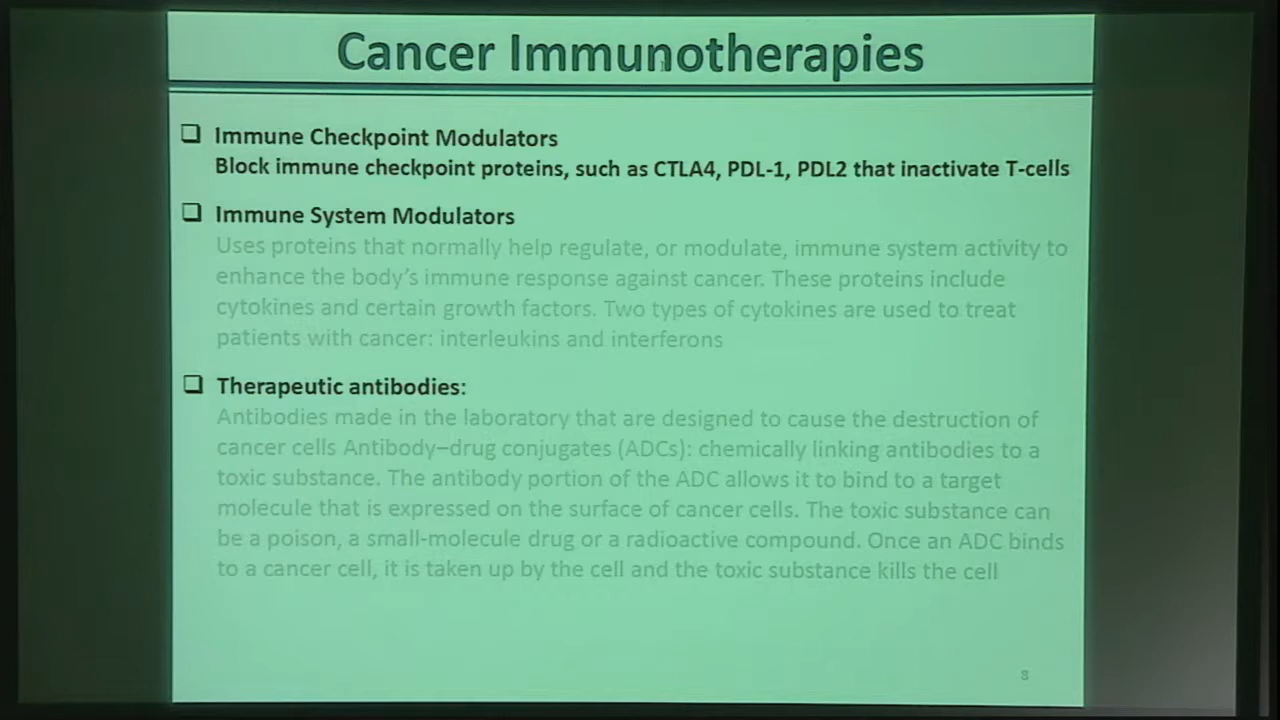 Cancer Immunotherapies
❑ Immune Checkpoint Modulators
Block immune checkpoint proteins, such as CTLA4, PDL-1, PDL2 that inactivate T-cells
❑ Immune System Modulators
Uses proteins that normally help regulate, or modulate, immune system activity to
enhance the body's immune response against cancer. These proteins include
cytokines and certain growth factors. Two types of cytokines are used to treat
patients with cancer: interleukins and interferons
❑ Therapeutic antibodies:
Antibodies made in the laboratory that are designed to cause the destruction of
cancer cells Antibody–drug conjugates (ADCs): chemically linking antibodies to a
toxic substance. The antibody portion of the ADC allows it to bind to a target
molecule that is expressed on the surface of cancer cells. The toxic substance can
be a poison, a small-molecule drug or a radioactive compound. Once an ADC binds
to a cancer cell, it is taken up by the cell and the toxic substance kills the cell
8